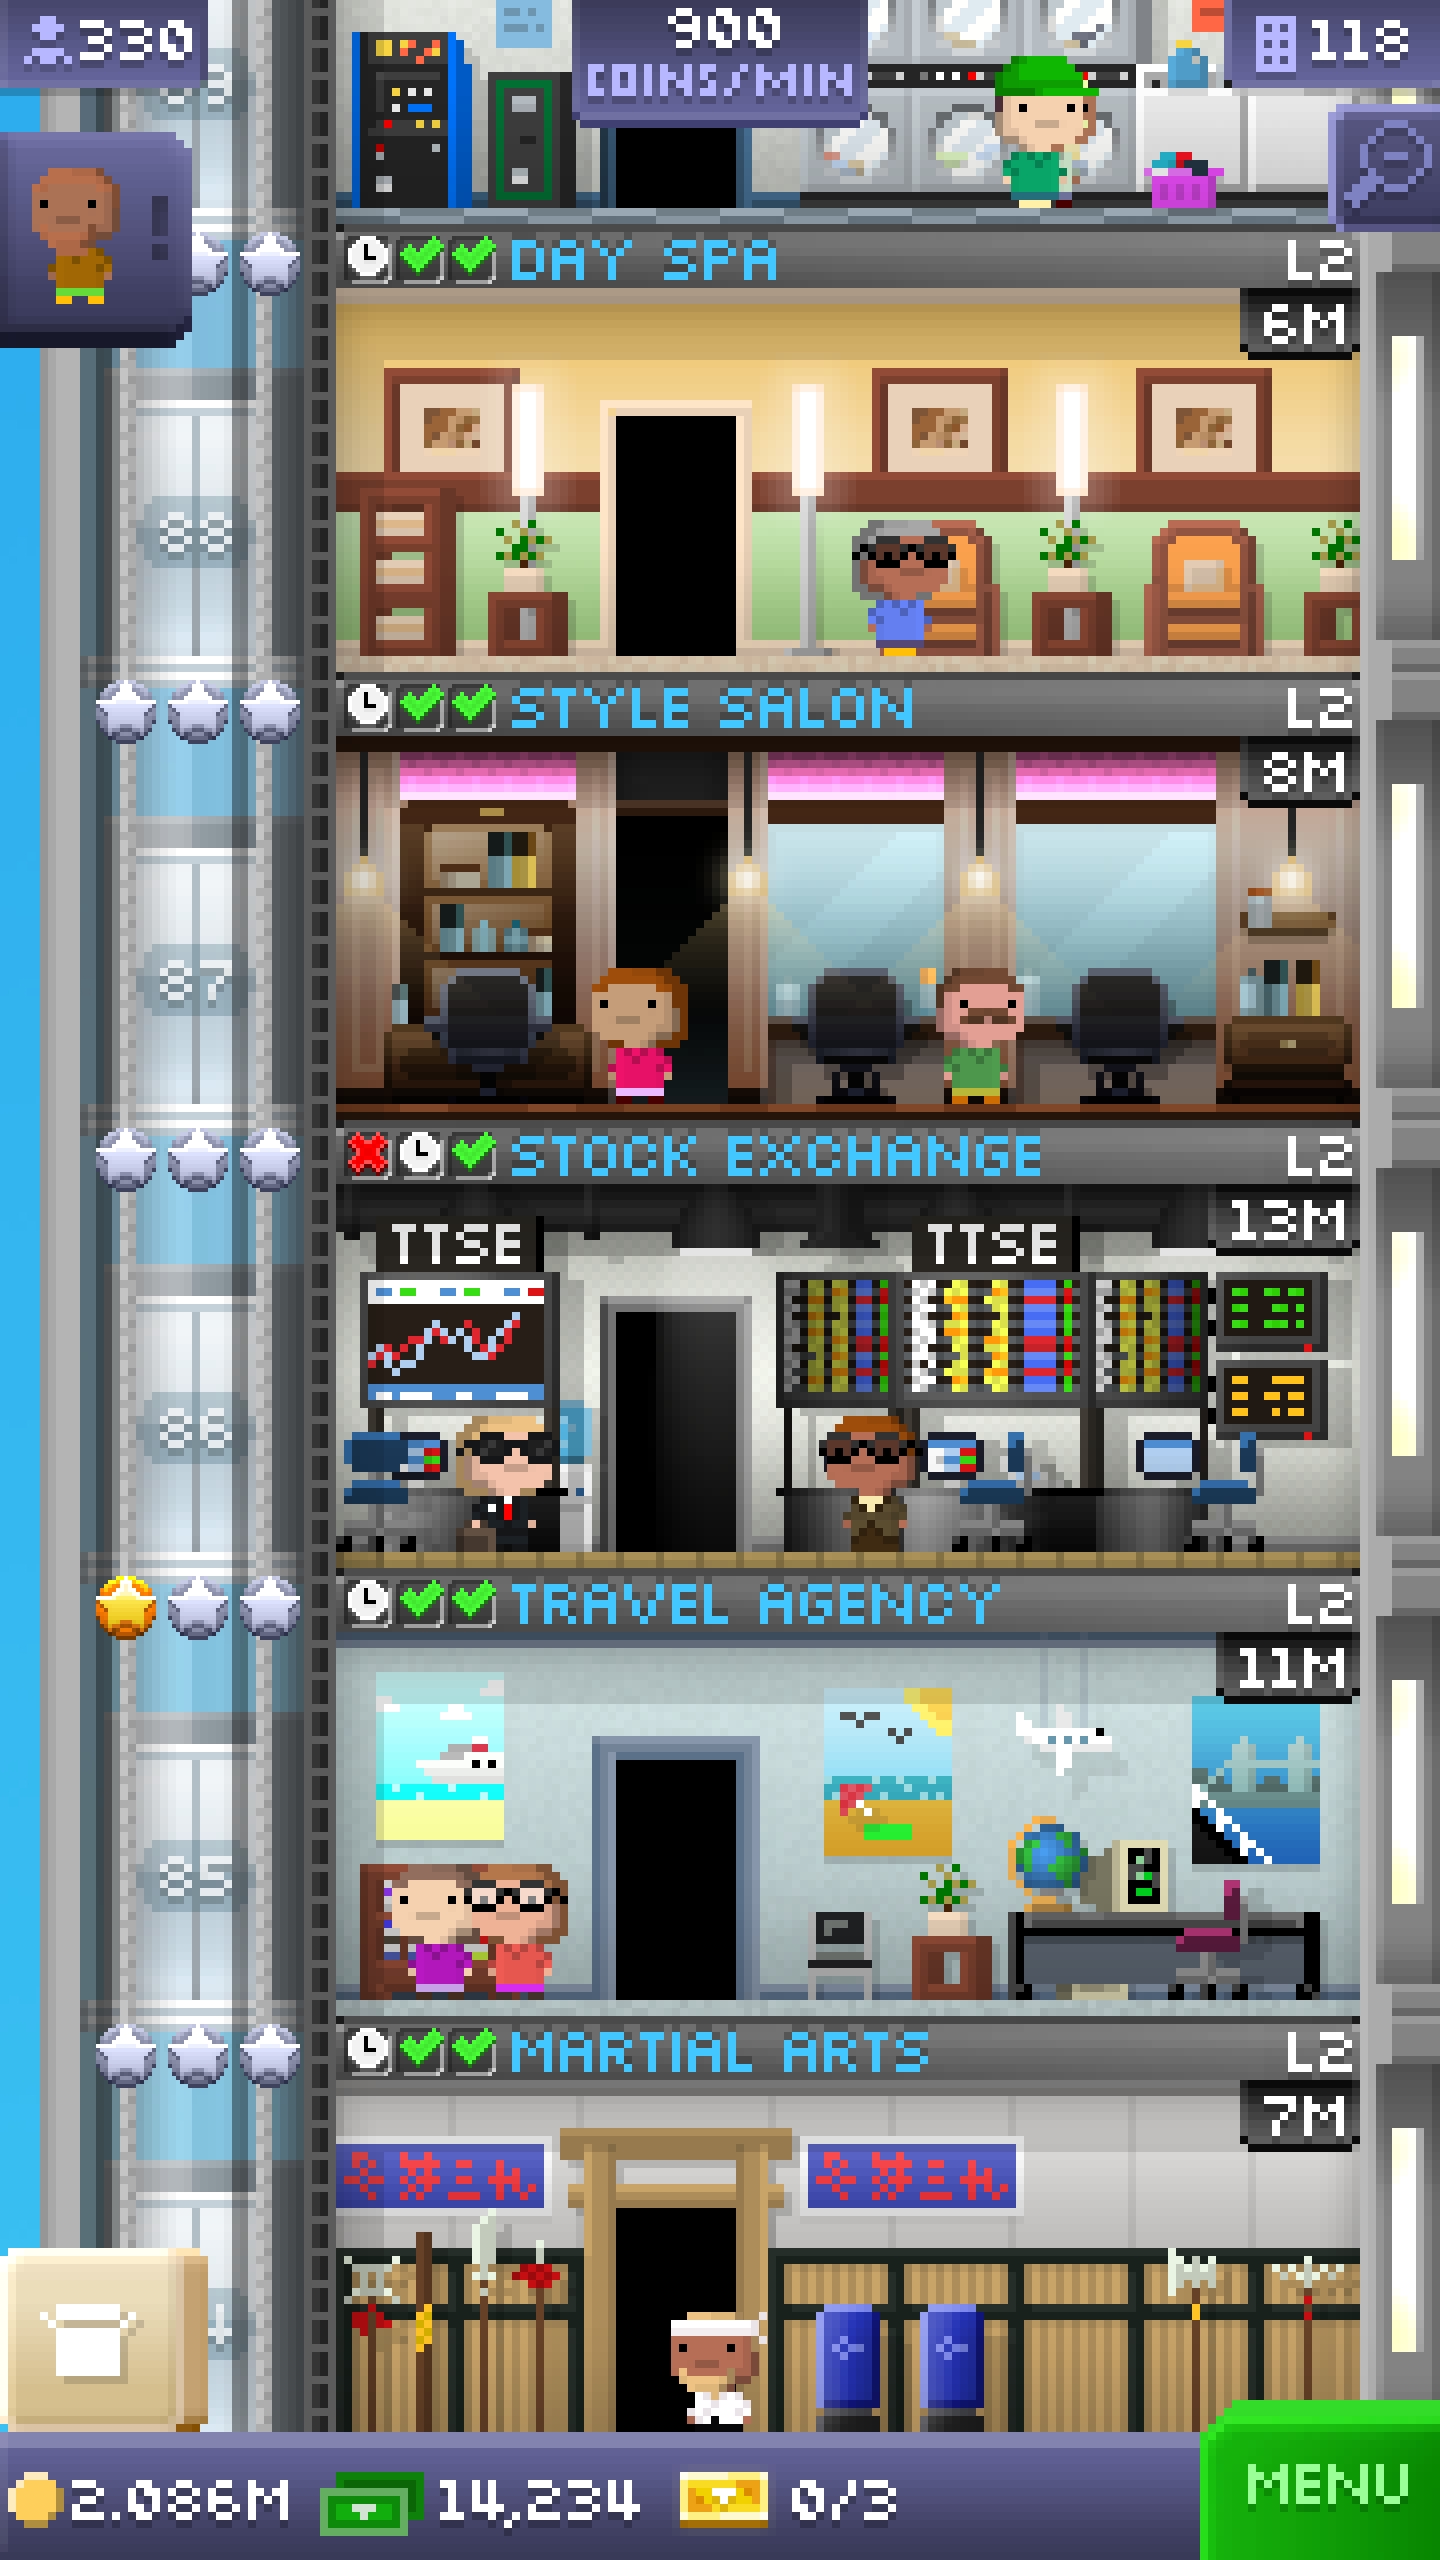 330
900
COINS/MIN
118
DAY SPA L2
6M
88
STYLE SALON L2
8M
87
STOCK EXCHANGE L2
13M
TTSE TTSE
86
TRAVEL AGENCY L2
11M
85
MARTIAL ARTS L2
7M
2.086M 14,234 0/3
MENU